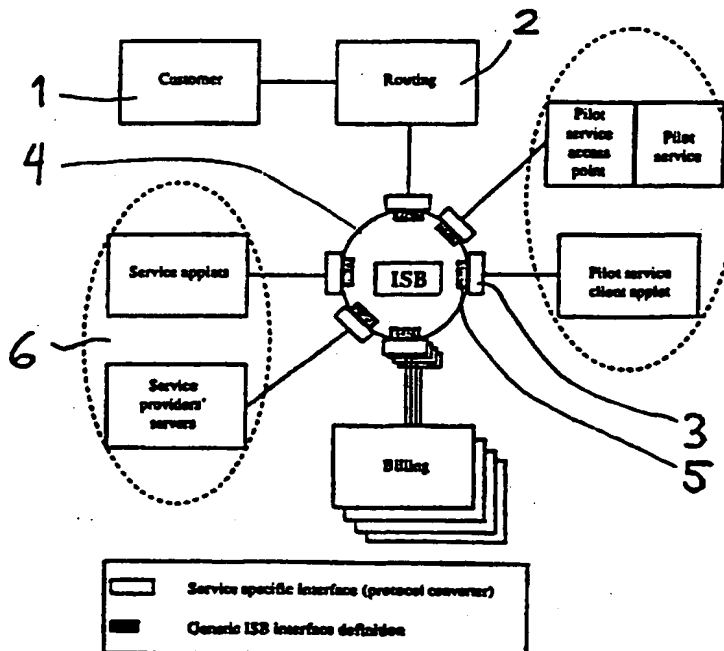 2
Customer
Routing
1
Pilot
service
access
point
Pilot
service
4
Service applets
ISB
Pilot service
client applet
6
Service
providers'
servers
3
Billing
5
Service specific interface (protocol converter)
Generic ISB interface definition